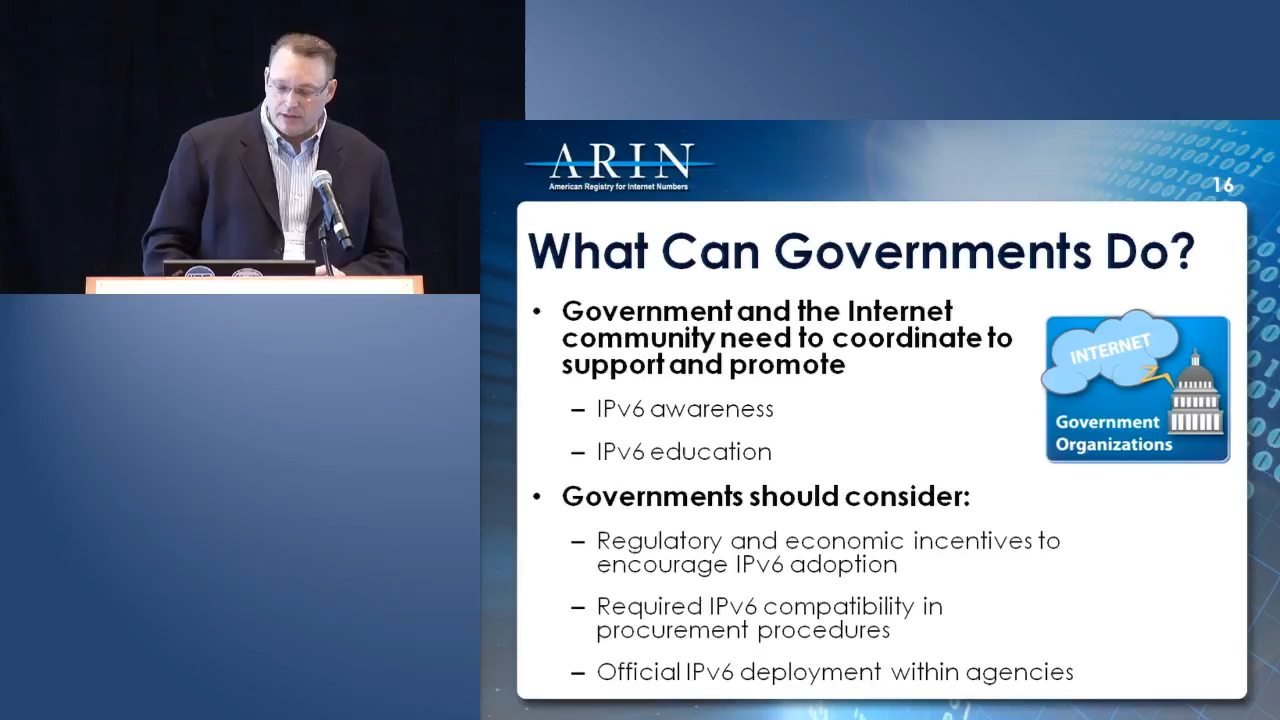 ARIN
American Registry for Internet Numbers
16
What Can Governments Do?
• Government and the Internet
community need to coordinate to
support and promote
– IPv6 awareness
– IPv6 education
INTERNET
Government
Organizations
• Governments should consider:
– Regulatory and economic incentives to
encourage IPv6 adoption
– Required IPv6 compatibility in
procurement procedures
– Official IPv6 deployment within agencies